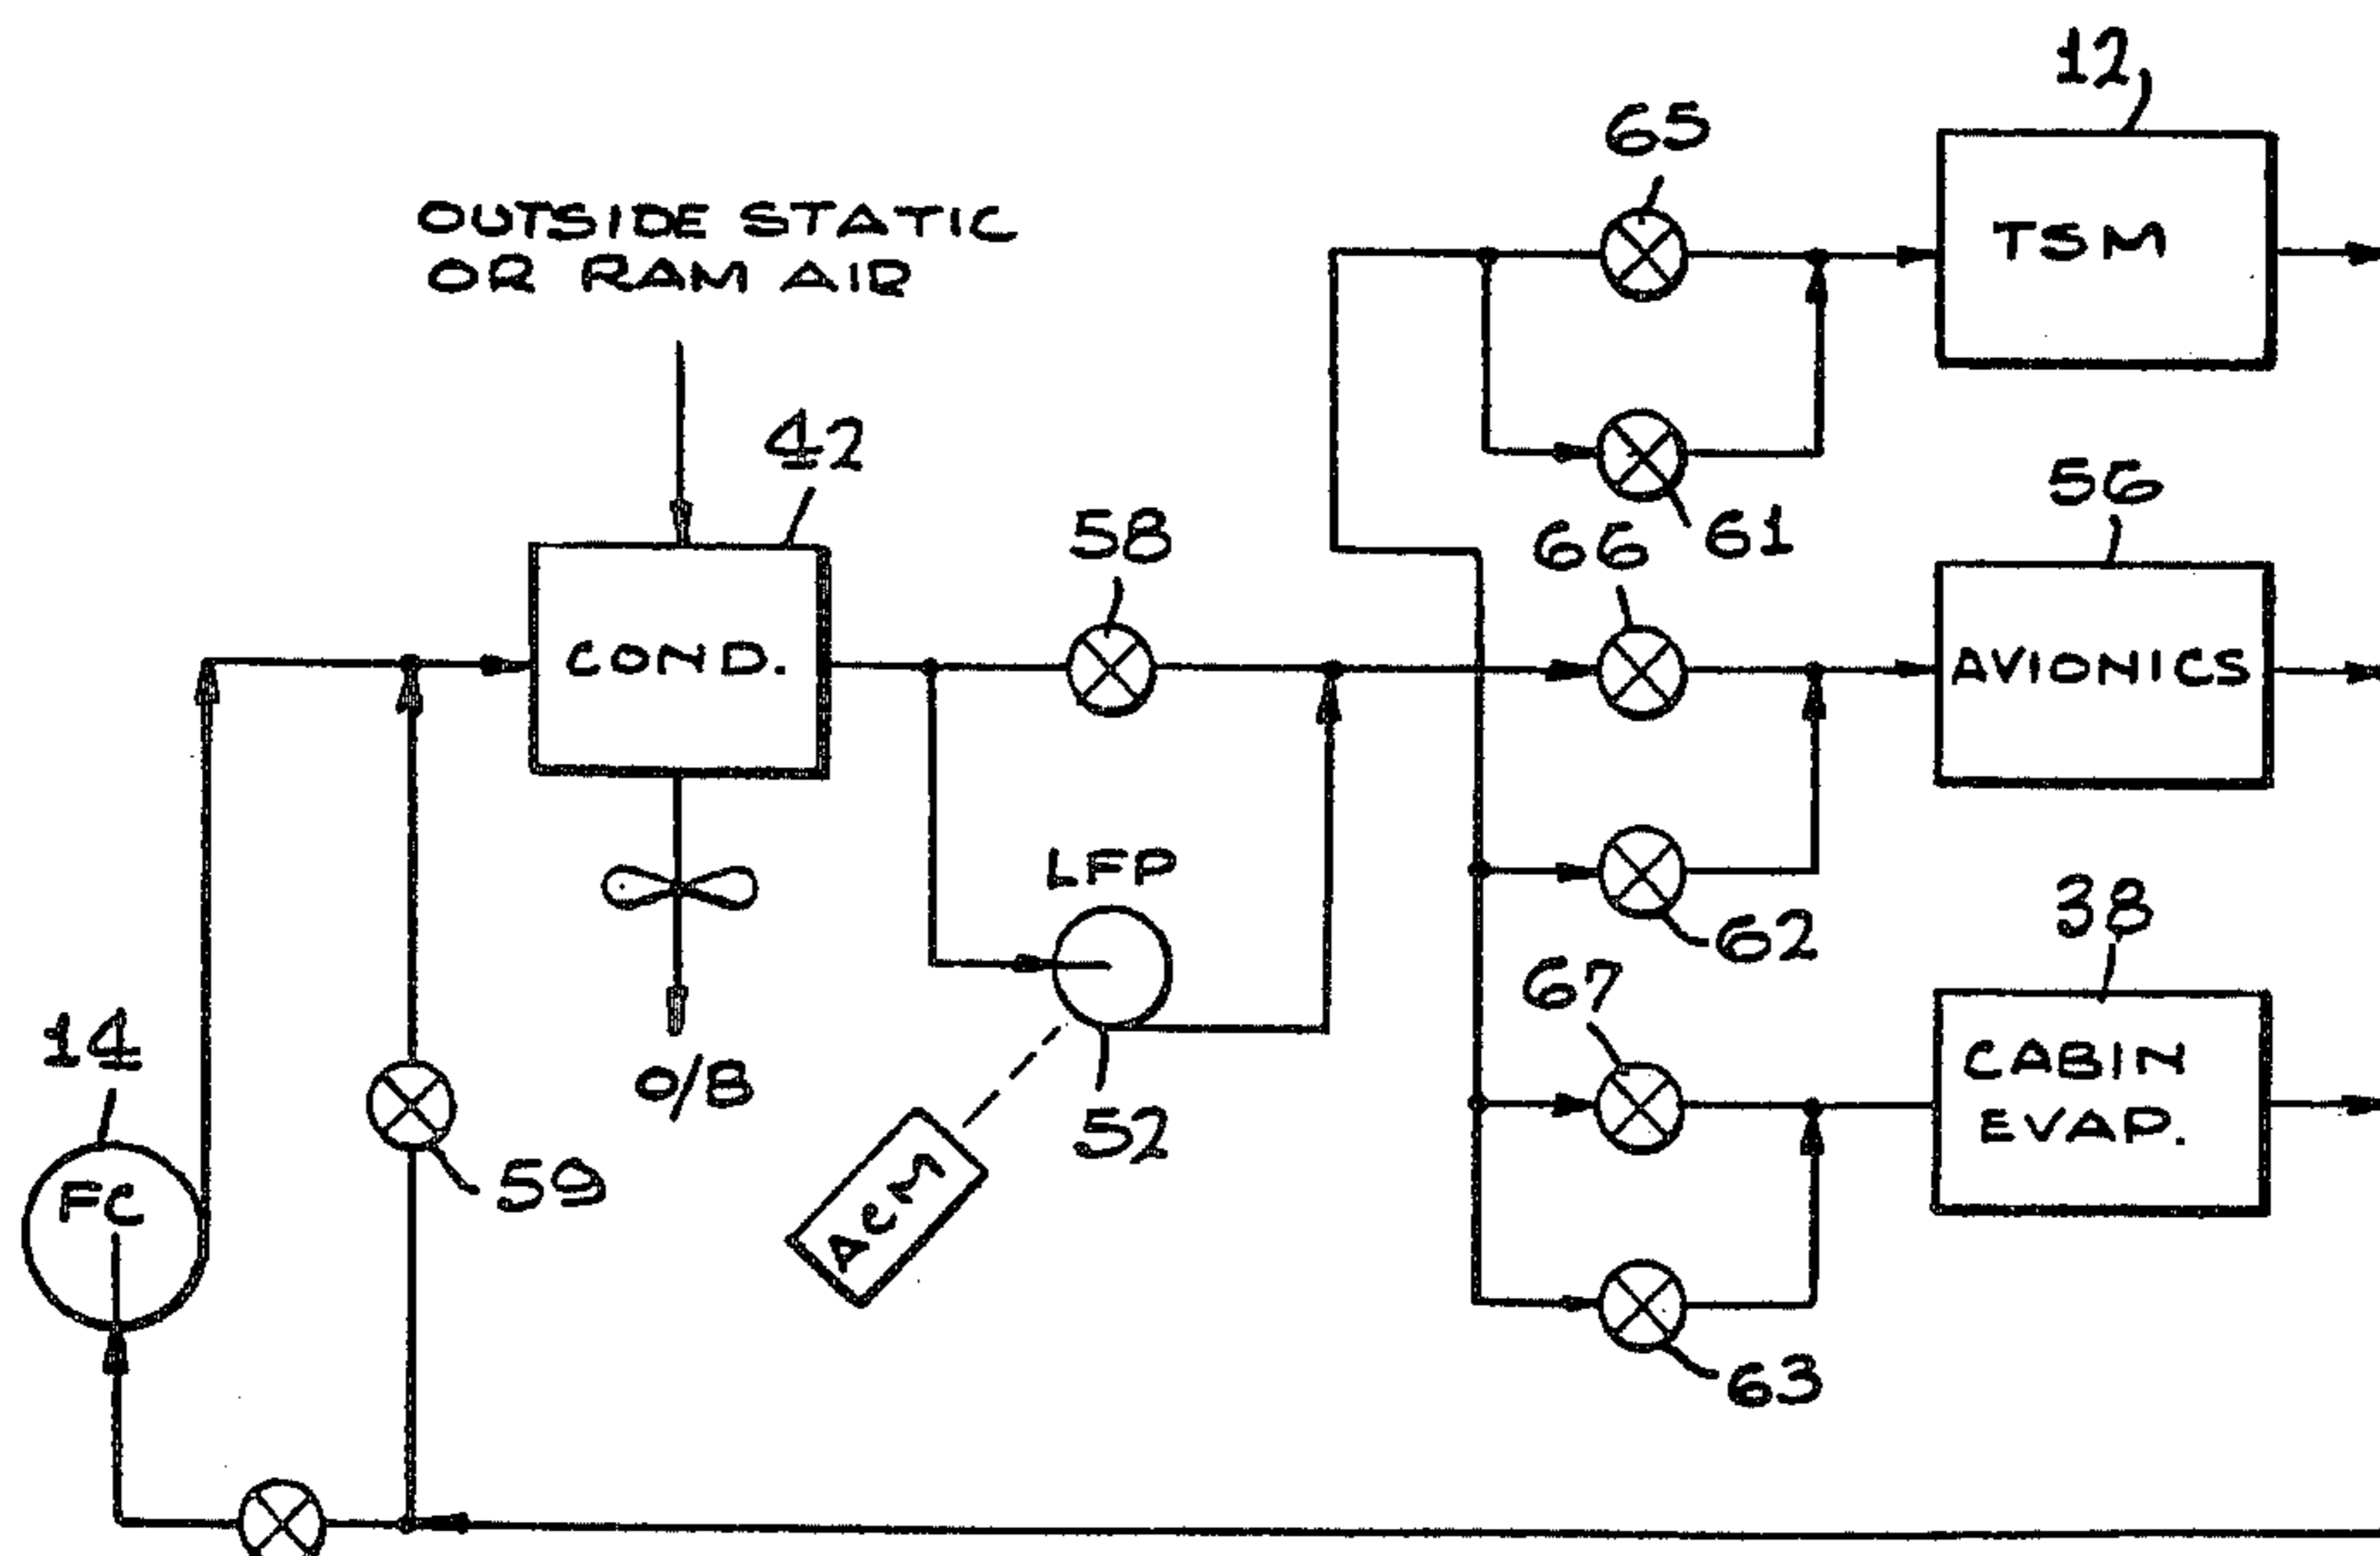 12
65
OUTSIDE STATIC
OR RAM AIR
TSM
42
61
56
58
66
COND.
AVIONICS
LFP
62
38
67
14
O/B
52
CABIN
EVAP.
59
FC
ACM
63